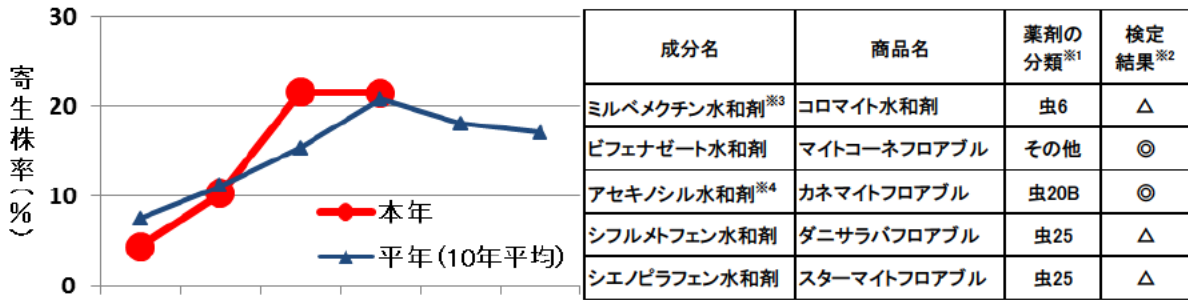 30
20
10
0
寄生株率(%)
本年
平年(10年平均)
成分名 商品名 薬剤の分類※1 検定結果※2
ミルベメクチン水和剤※3 コロマイト水和剤 虫6 △
ビフェナゼート水和剤 マイトコーネフロアブル その他 ◎
アセキノシル水和剤※4 カネマイトフロアブル 虫20B ◎
シフルメトフェン水和剤 ダニサラバフロアブル 虫25 △
シエノピラフェン水和剤 スターマイトフロアブル 虫25 △